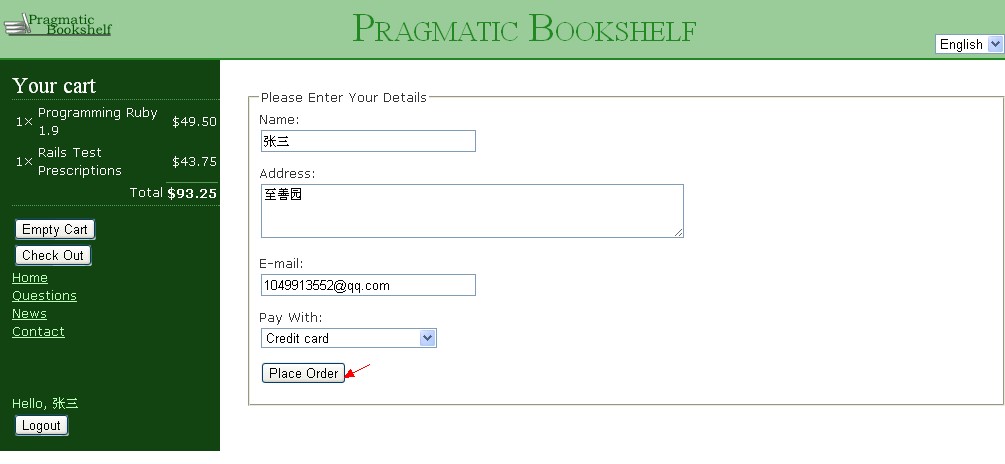 Pragmatic
Bookshelf
PRAGMATIC BOOKSHELF
English
Your cart
1× Programming Ruby 1.9 $49.50
1× Rails Test Prescriptions $43.75
Total $93.25
Empty Cart
Check Out
Home
Questions
News
Contact
Hello, 张三
Logout
Please Enter Your Details
Name:
张三
Address:
至善园
E-mail:
1049913552@qq.com
Pay With:
Credit card
Place Order